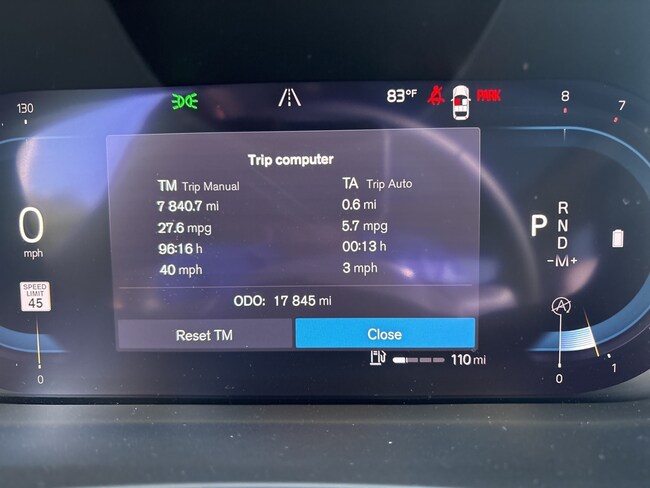 130
83°F
PARK
8
7
Trip computer
TM Trip Manual
TA Trip Auto
7 840.7 mi
0.6 mi
27.6 mpg
5.7 mpg
96:16 h
00:13 h
40 mph
3 mph
ODO: 17 845 mi
Reset TM
Close
0
mph
SPEED
LIMIT
45
0
P
R
N
D
-M+
A
110 mi
0
1